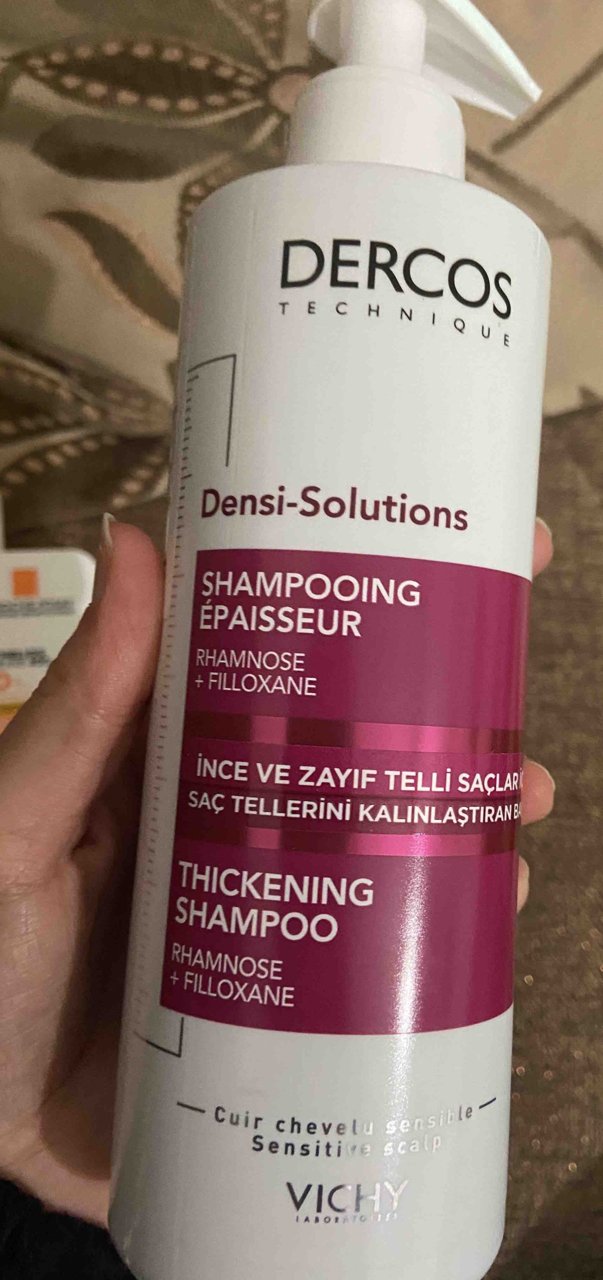 DERCOS
TECHNIQUE
Densi-Solutions
SHAMPOOING
ÉPAISSEUR
RHAMNOSE
+ FILLOXANE
İNCE VE ZAYIF TELLİ SAÇLAR
SAÇ TELLERİNİ KALINLAŞTIRAN
THICKENING
SHAMPOO
RHAMNOSE
+ FILLOXANE
Cuir chevelu sensible
Sensitive scalp
VICHY
LABORATOIRES